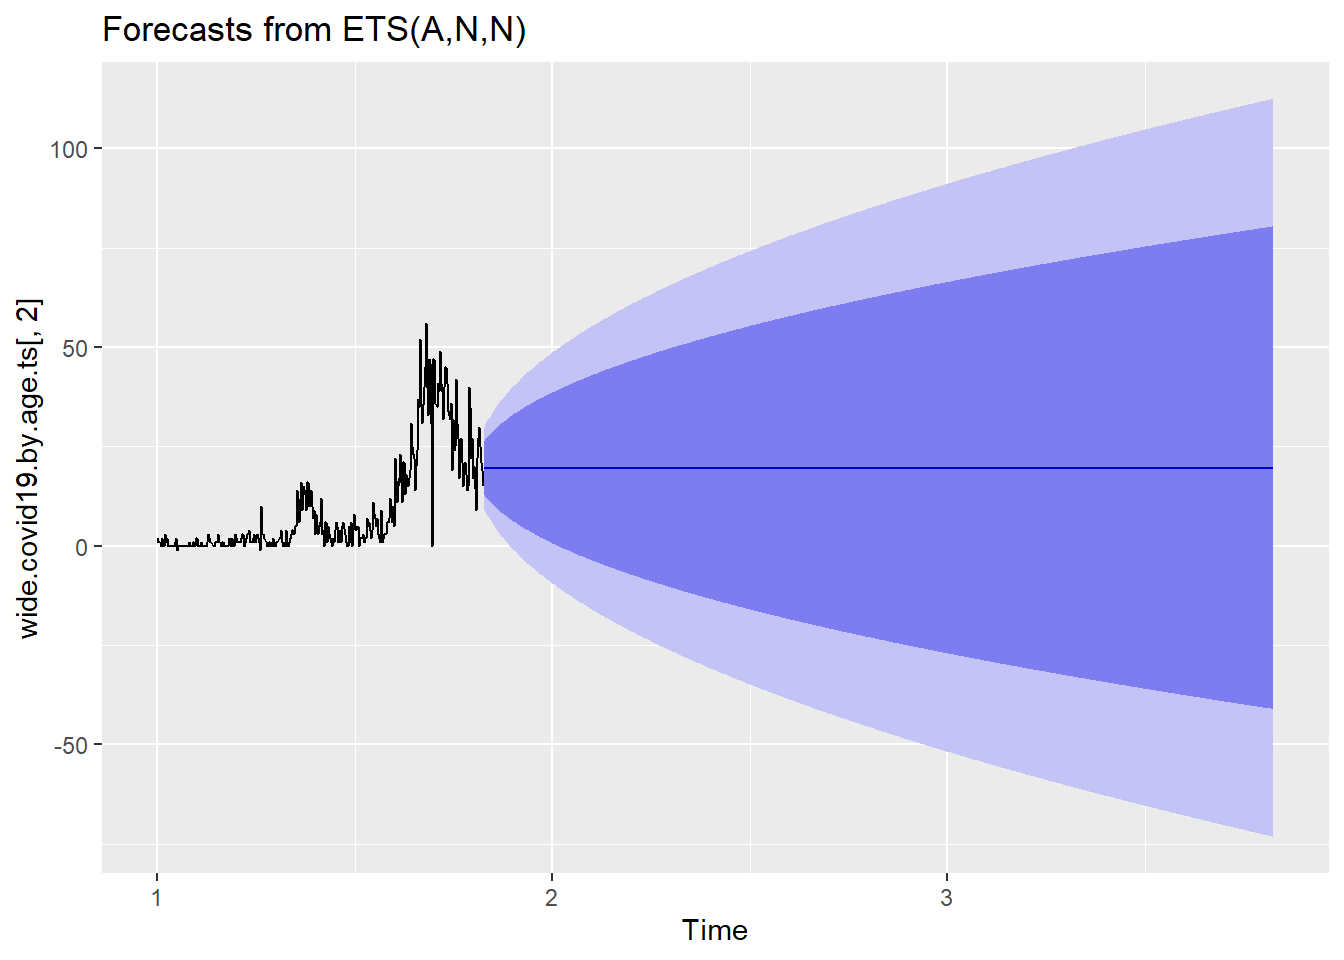 Forecasts from ETS(A,N,N)
100
50
0
-50
wide.covid19.by.age.ts[, 2]
1 2 3
Time